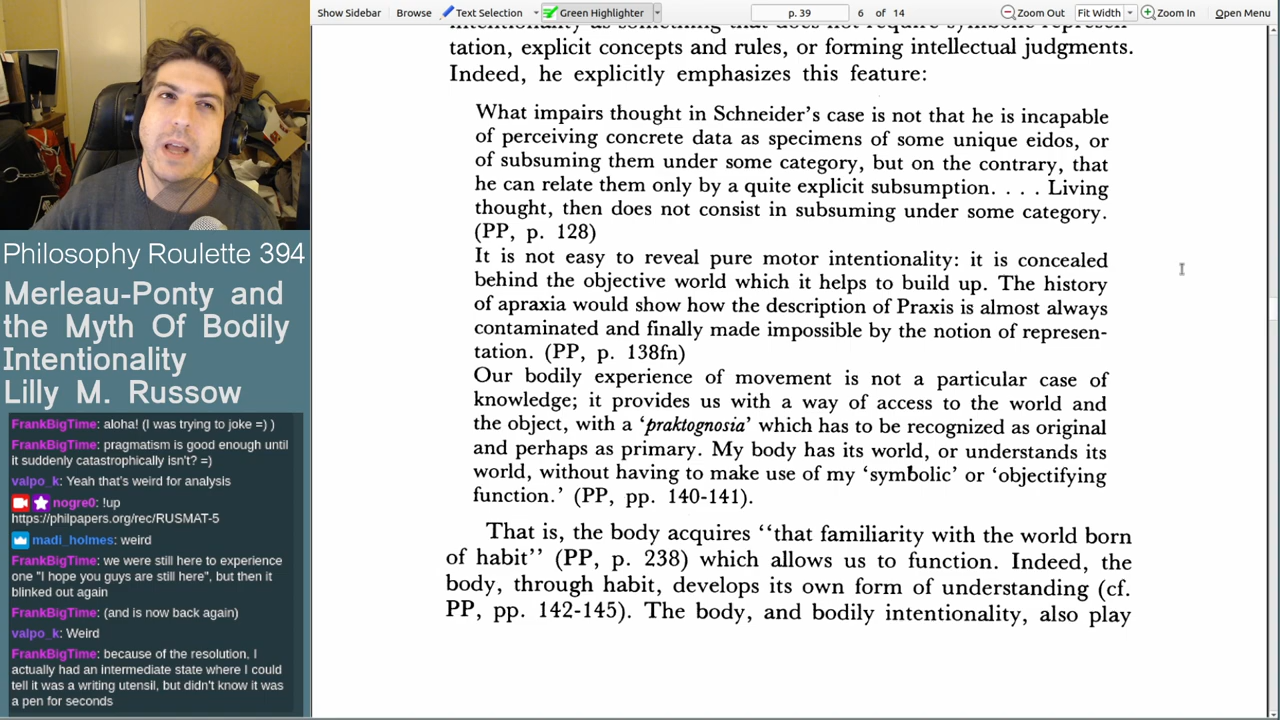 Show Sidebar Browse Text Selection Green Highlighter p. 39 6 of 14 Zoom Out Fit Width Zoom In Open Menu
tation, explicit concepts and rules, or forming intellectual judgments.
Indeed, he explicitly emphasizes this feature:
What impairs thought in Schneider's case is not that he is incapable
of perceiving concrete data as specimens of some unique eidos, or
of subsuming them under some category, but on the contrary, that
he can relate them only by a quite explicit subsumption. . . . Living
thought, then does not consist in subsuming under some category.
(PP, p. 128)
It is not easy to reveal pure motor intentionality: it is concealed
behind the objective world which it helps to build up. The history
of apraxia would show how the description of Praxis is almost always
contaminated and finally made impossible by the notion of represen-
tation. (PP, p. 138fn)
Our bodily experience of movement is not a particular case of
knowledge; it provides us with a way of access to the world and
the object, with a 'praktognosia' which has to be recognized as original
and perhaps as primary. My body has its world, or understands its
world, without having to make use of my 'symbolic' or 'objectifying
function.' (PP, pp. 140-141).
That is, the body acquires "that familiarity with the world born
of habit" (PP, p. 238) which allows us to function. Indeed, the
body, through habit, develops its own form of understanding (cf.
PP, pp. 142-145). The body, and bodily intentionality, also play
Philosophy Roulette 394
Merleau-Ponty and
the Myth Of Bodily
Intentionality
Lilly M. Russow
FrankBigTime: aloha! (I was trying to joke =) )
FrankBigTime: pragmatism is good enough until
it suddenly catastrophically isn't? =)
valpo_k: Yeah that's weird for analysis
nogre0: !up
https://philpapers.org/rec/RUSMAT-5
madi_holmes: weird
FrankBigTime: we were still here to experience
one "I hope you guys are still here", but then it
blinked out again
FrankBigTime: (and is now back again)
valpo_k: Weird
FrankBigTime: because of the resolution, I
actually had an intermediate state where I could
tell it was a writing utensil, but didn't know it was
a pen for seconds